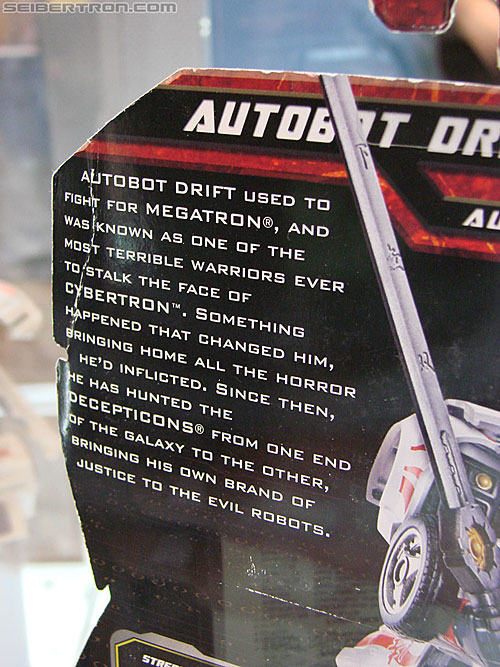 SEIBERTRON.COM
AUTOBOT DR
AU
AUTOBOT DRIFT USED TO
FIGHT FOR MEGATRON®, AND
WAS KNOWN AS ONE OF THE
MOST TERRIBLE WARRIORS EVER
TO STALK THE FACE OF
CYBERTRON™. SOMETHING
HAPPENED THAT CHANGED HIM,
BRINGING HOME ALL THE HORROR
HE'D INFLICTED. SINCE THEN,
HE HAS HUNTED THE
DECEPTICONS® FROM ONE END
OF THE GALAXY TO THE OTHER,
BRINGING HIS OWN BRAND OF
JUSTICE TO THE EVIL ROBOTS.
STRE